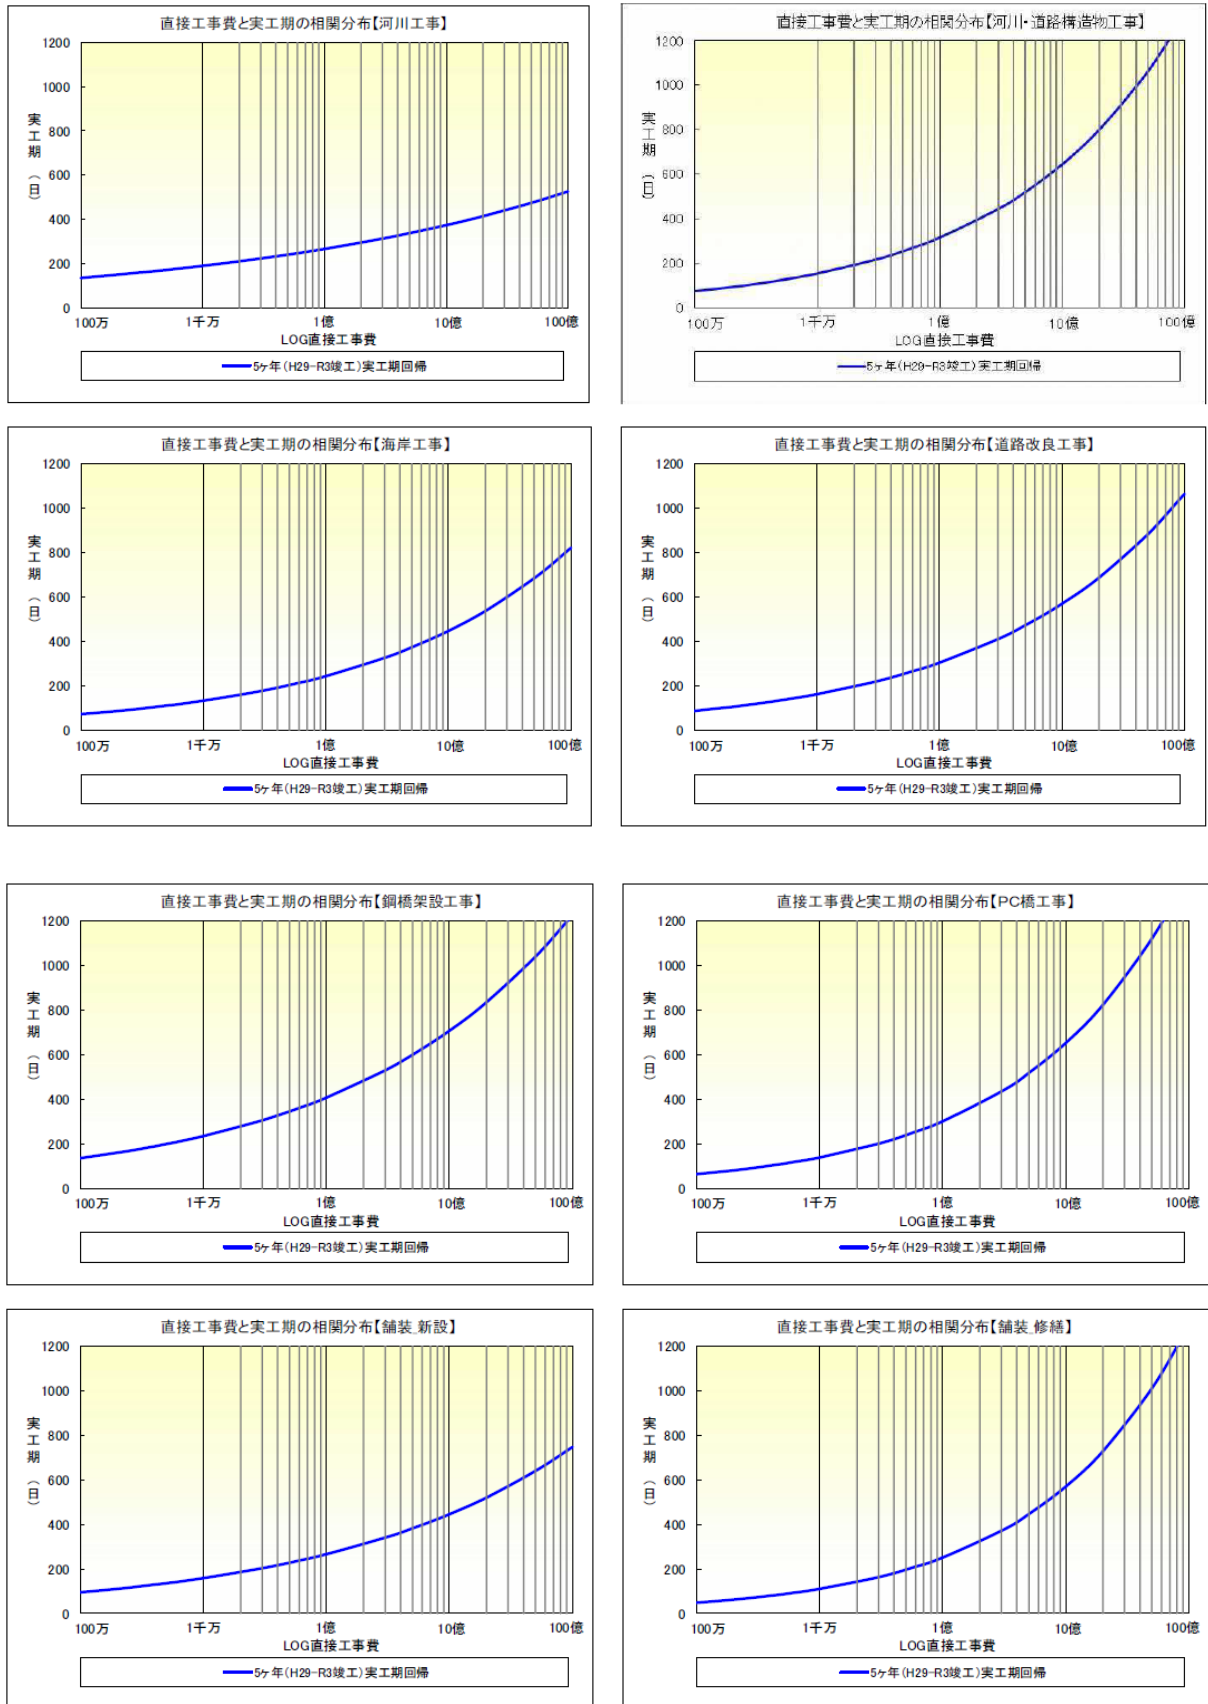 直接工事費と実工期の相関分布【河川工事】
1200
1000
800
600
400
200
0
実工期（日）
100万 1千万 1億 10億 100億
LOG直接工事費
5ヶ年(H29-R3竣工)実工期回帰
直接工事費と実工期の相関分布【河川・道路構造物工事】
1200
1000
800
600
400
200
0
実工期（日）
100万 1千万 1億 10億 100億
LOG直接工事費
5ヶ年(H29-R3竣工)実工期回帰
直接工事費と実工期の相関分布【海岸工事】
1200
1000
800
600
400
200
0
実工期（日）
100万 1千万 1億 10億 100億
LOG直接工事費
5ヶ年(H29-R3竣工)実工期回帰
直接工事費と実工期の相関分布【道路改良工事】
1200
1000
800
600
400
200
0
実工期（日）
100万 1千万 1億 10億 100億
LOG直接工事費
5ヶ年(H29-R3竣工)実工期回帰
直接工事費と実工期の相関分布【鋼橋架設工事】
1200
1000
800
600
400
200
0
実工期（日）
100万 1千万 1億 10億 100億
LOG直接工事費
5ヶ年(H29-R3竣工)実工期回帰
直接工事費と実工期の相関分布【PC橋工事】
1200
1000
800
600
400
200
0
実工期（日）
100万 1千万 1億 10億 100億
LOG直接工事費
5ヶ年(H29-R3竣工)実工期回帰
直接工事費と実工期の相関分布【舗装_新設】
1200
1000
800
600
400
200
0
実工期（日）
100万 1千万 1億 10億 100億
LOG直接工事費
5ヶ年(H29-R3竣工)実工期回帰
直接工事費と実工期の相関分布【舗装_修繕】
1200
1000
800
600
400
200
0
実工期（日）
100万 1千万 1億 10億 100億
LOG直接工事費
5ヶ年(H29-R3竣工)実工期回帰